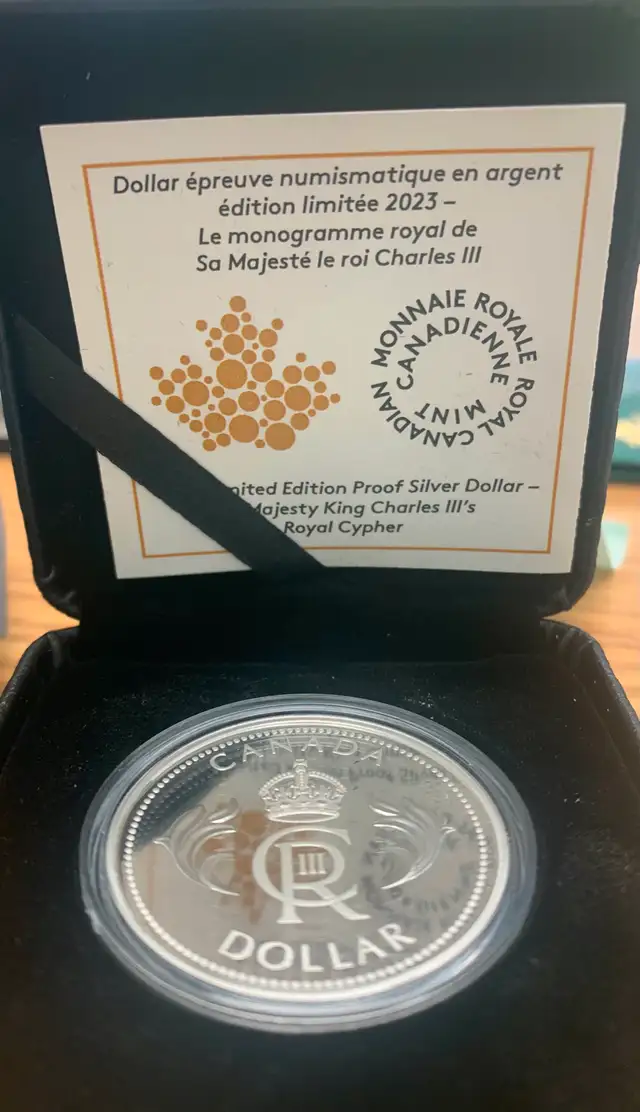 Dollar épreuve numismatique en argent
édition limitée 2023 –
Le monogramme royal de
Sa Majesté le roi Charles III
MONNAIE ROYALE CANADIENNE
ROYAL CANADIAN MINT
Edition Proof Silver Dollar –
Majesty King Charles III's
Royal Cypher
CANADA
CR III
DOLLAR